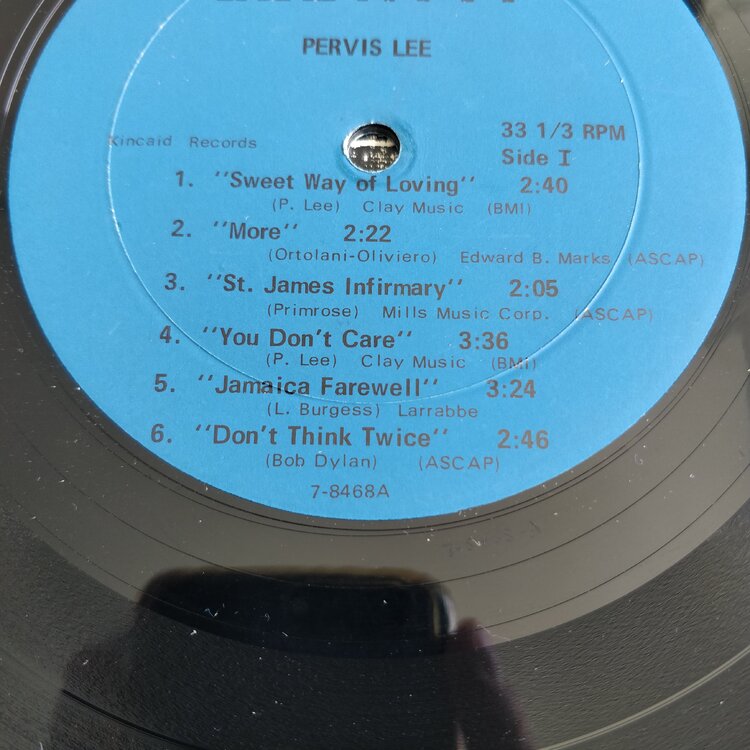 PERVIS LEE
Kincaid Records
33 1/3 RPM
Side I
1. "Sweet Way of Loving" 2:40
(P. Lee) Clay Music (BMI)
2. "More" 2:22
(Ortolani-Oliviero) Edward B. Marks (ASCAP)
3. "St. James Infirmary" 2:05
(Primrose) Mills Music Corp. (ASCAP)
4. "You Don't Care" 3:36
(P. Lee) Clay Music (BMi)
5. "Jamaica Farewell" 3:24
(L. Burgess) Larrabbe
6. "Don't Think Twice" 2:46
(Bob Dylan) (ASCAP)
7-8468A